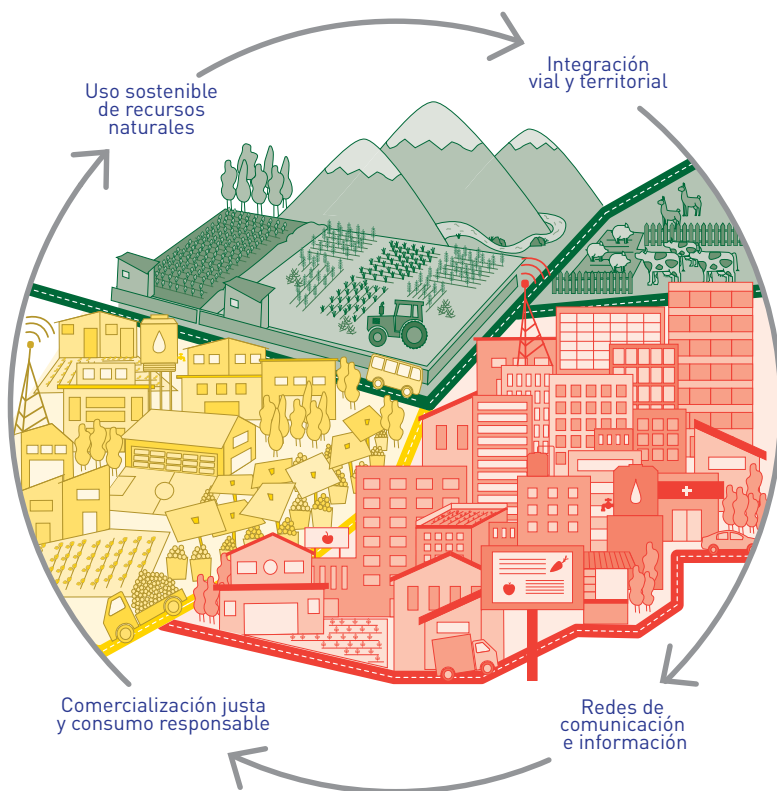 Uso sostenible
de recursos
naturales
Integración
vial y territorial
Comercialización justa
y consumo responsable
Redes de
comunicación
e información